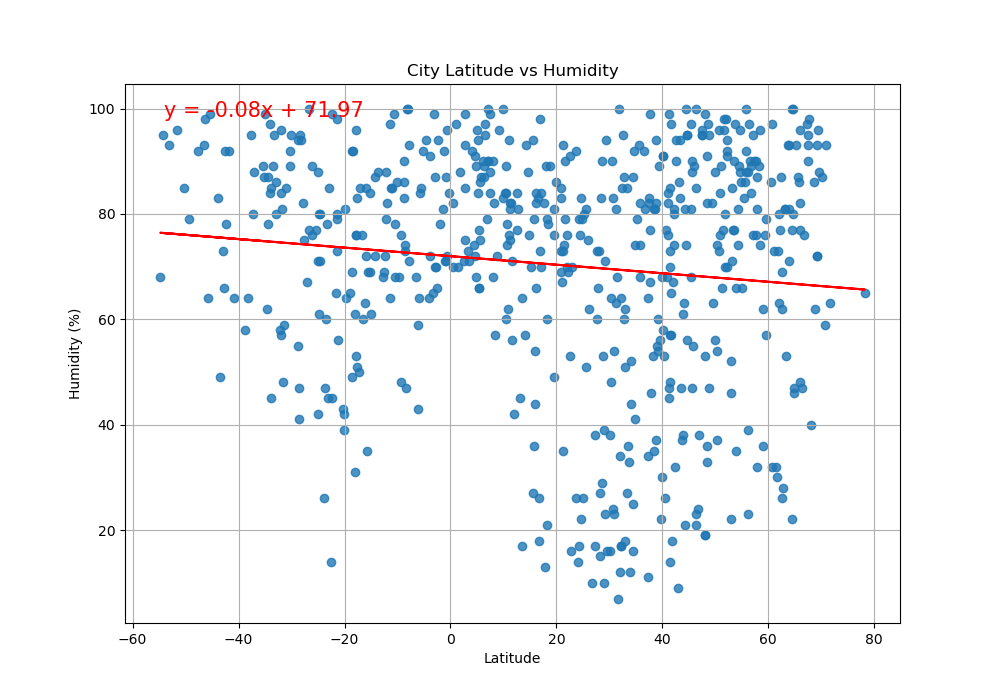 City Latitude vs Humidity
y = -0.08x + 71.97
100
80
60
40
20
Humidity (%)
−60 −40 −20 0 20 40 60 80
Latitude